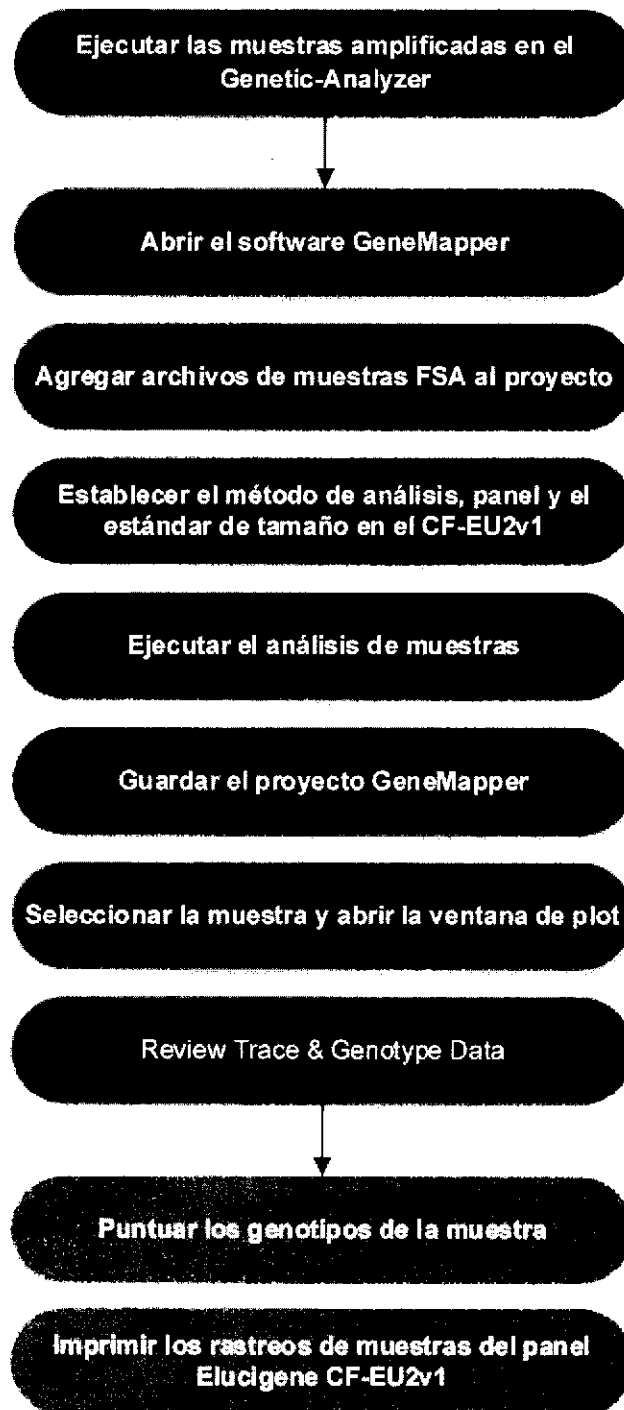 Ejecutar las muestras amplificadas en el
Genetic-Analyzer
Abrir el software GeneMapper
Agregar archivos de muestras FSA al proyecto
Establecer el método de análisis, panel y el
estándar de tamaño en el CF-EU2v1
Ejecutar el análisis de muestras
Guardar el proyecto GeneMapper
Seleccionar la muestra y abrir la ventana de plot
Review Trace & Genotype Data
Puntuar los genotipos de la muestra
Imprimir los rastreos de muestras del panel
Elucigene CF-EU2v1